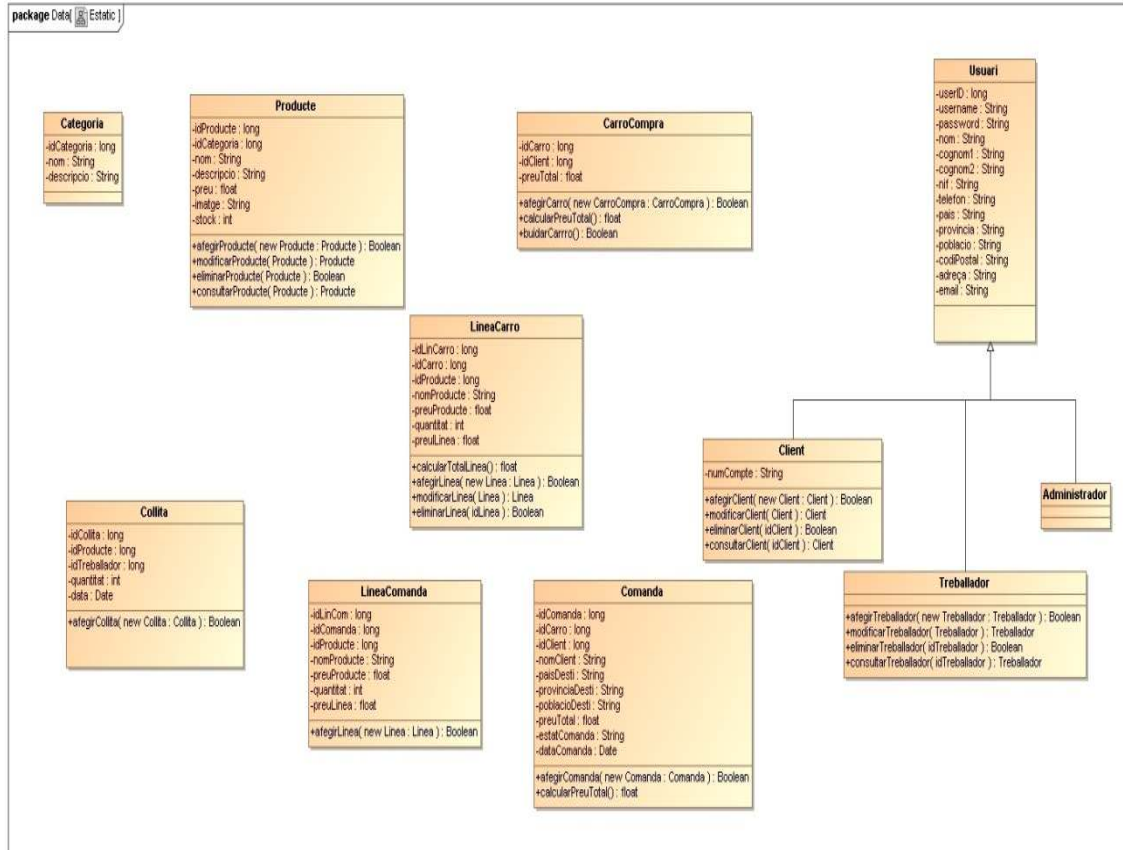 package Data[ Estatic ]
Categoria
-idCategoria : long
-nom : String
-descripcio : String
Producte
-idProducte : long
-idCategoria : long
-nom : String
-descripcio : String
-preu : float
-imatge : String
-stock : int
+afegirProducte( new Producte : Producte ) : Boolean
+modificarProducte( Producte ) : Producte
+eliminarProducte( Producte ) : Boolean
+consultarProducte( Producte ) : Producte
CarroCompra
-idCarro : long
-idClient : long
-preuTotal : float
+afegirCarro( new CarroCompra : CarroCompra ) : Boolean
+calcularPreuTotal() : float
+buidarCarrro() : Boolean
Usuari
-userID : long
-username : String
-password : String
-nom : String
-cognom1 : String
-cognom2 : String
-nif : String
-telefon : String
-pais : String
-provincia : String
-poblacio : String
-codiPostal : String
-adreça : String
-email : String
LineaCarro
-idLinCarro : long
-idCarro : long
-idProducte : long
-nomProducte : String
-preuProducte : float
-quantitat : int
-preulLinea : float
+calcularTotalLinea() : float
+afegirLinea( new Linea : Linea ) : Boolean
+modificarLinea( Linea ) : Linea
+eliminarLinea( idLinea ) : Boolean
Client
-numCompte : String
+afegirClient( new Client : Client ) : Boolean
+modificarClient( Client ) : Client
+eliminarClient( idClient ) : Boolean
+consultarClient( idClient ) : Client
Administrador
Collita
-idCollita : long
-idProducte : long
-idTreballador : long
-quantitat : int
-data : Date
+afegirCollita( new Collita : Collita ) : Boolean
LineaComanda
-idLinCom : long
-idComanda : long
-idProducte : long
-nomProducte : String
-preuProducte : float
-quantitat : int
-preuLinea : float
+afegirLinea( new Linea : Linea ) : Boolean
Comanda
-idComanda : long
-idCarro : long
-idClient : long
-nomClient : String
-paisDesti : String
-provinciaDesti : String
-poblacioDesti : String
-preuTotal : float
-estatComanda : String
-dataComanda : Date
+afegirComanda( new Comanda : Comanda ) : Boolean
+calcularPreuTotal() : float
Treballador
+afegirTreballador( new Treballador : Treballador ) : Boolean
+modificarTreballador( Treballador ) : Treballador
+eliminarTreballador( idTreballador ) : Boolean
+consultarTreballador( idTreballador ) : Treballador